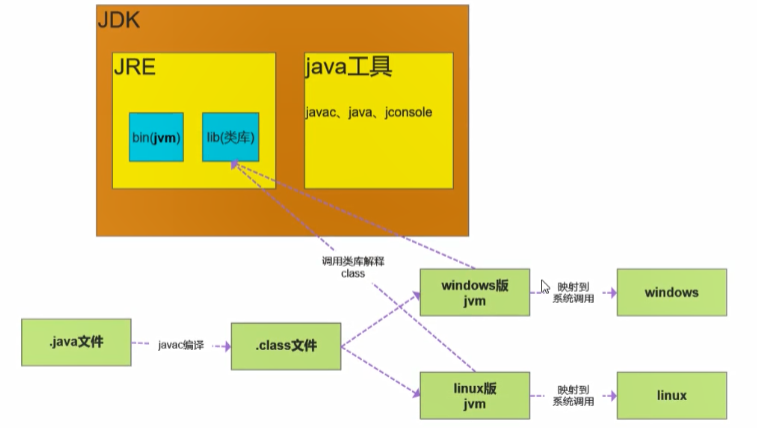 JDK
JRE
java工具
javac、java、jconsole
bin(jvm)
lib(类库)
调用类库解释
class
windows版
jvm
映射到
系统调用
windows
.java文件
javac编译
.class文件
linux版
jvm
映射到
系统调用
linux